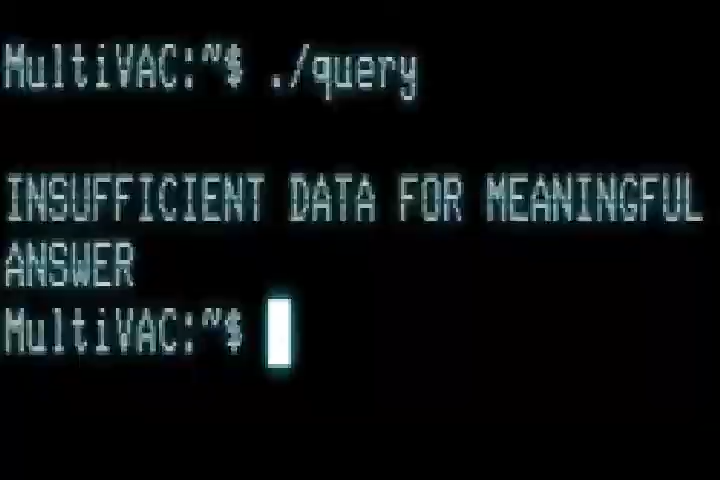 MultiVAC:~$ ./query
INSUFFICIENT DATA FOR MEANINGFUL
ANSWER
MultiVAC:~$